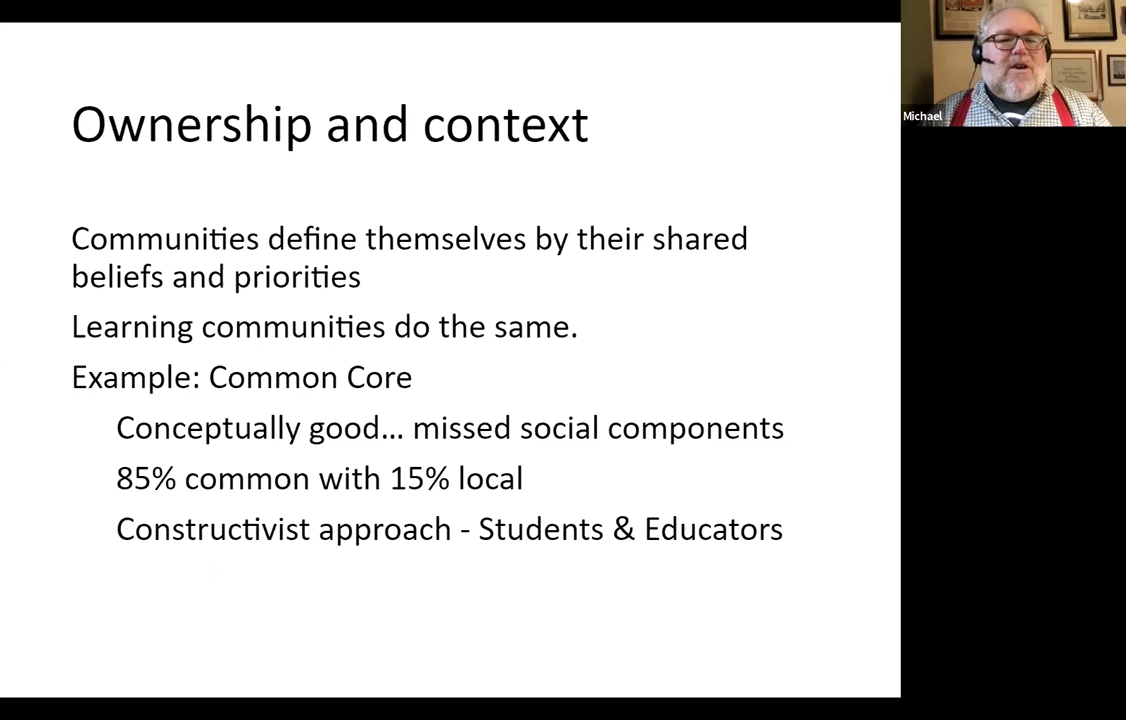 Ownership and context
Communities define themselves by their shared
beliefs and priorities
Learning communities do the same.
Example: Common Core
Conceptually good... missed social components
85% common with 15% local
Constructivist approach - Students & Educators
Michael